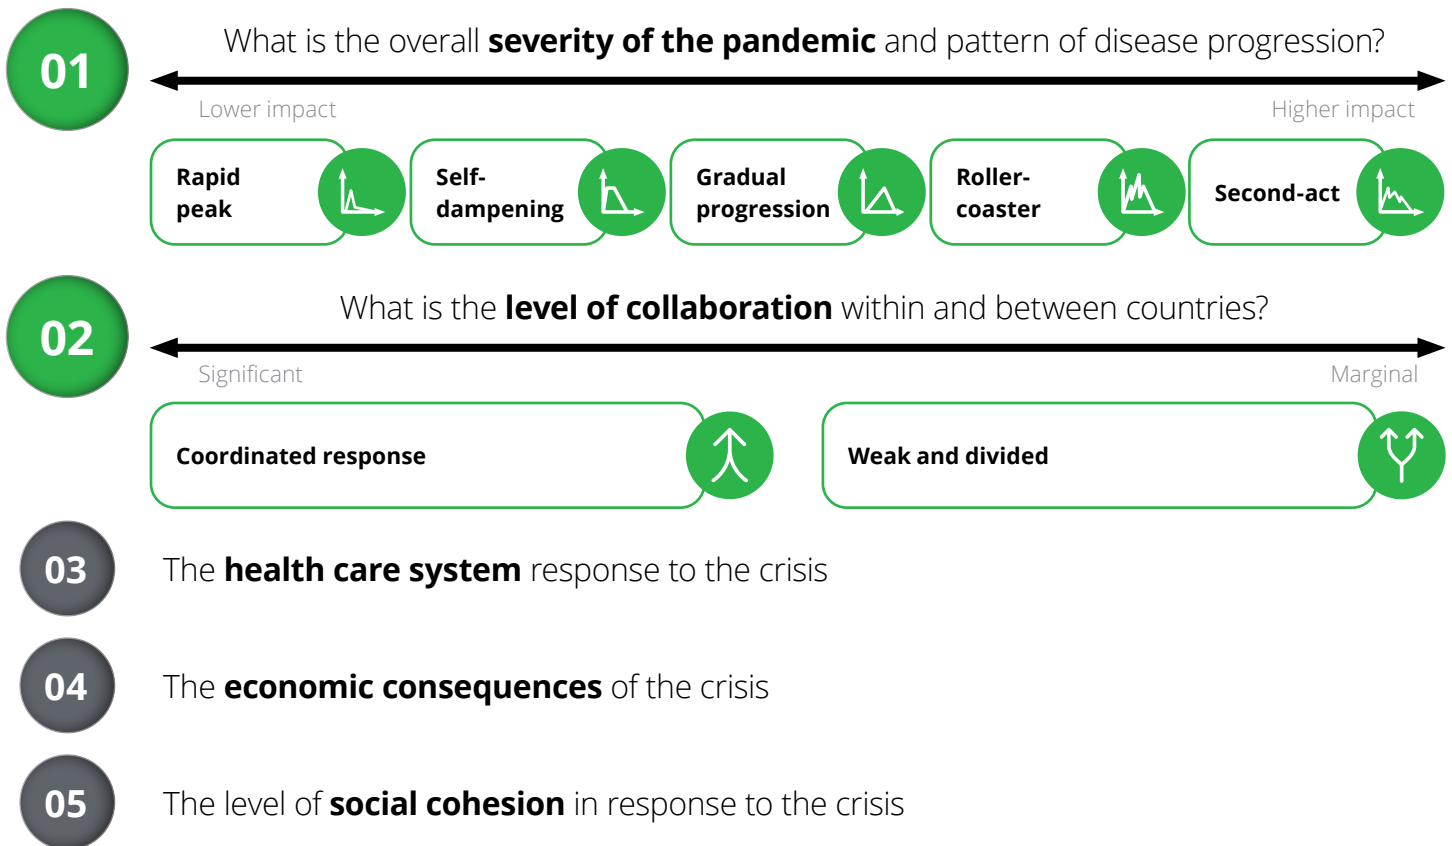 01
What is the overall severity of the pandemic and pattern of disease progression?
Lower impact
Higher impact
Rapid
peak
Self-
dampening
Gradual
progression
Roller-
coaster
Second-act
02
What is the level of collaboration within and between countries?
Significant
Marginal
Coordinated response
Weak and divided
03
The health care system response to the crisis
04
The economic consequences of the crisis
05
The level of social cohesion in response to the crisis